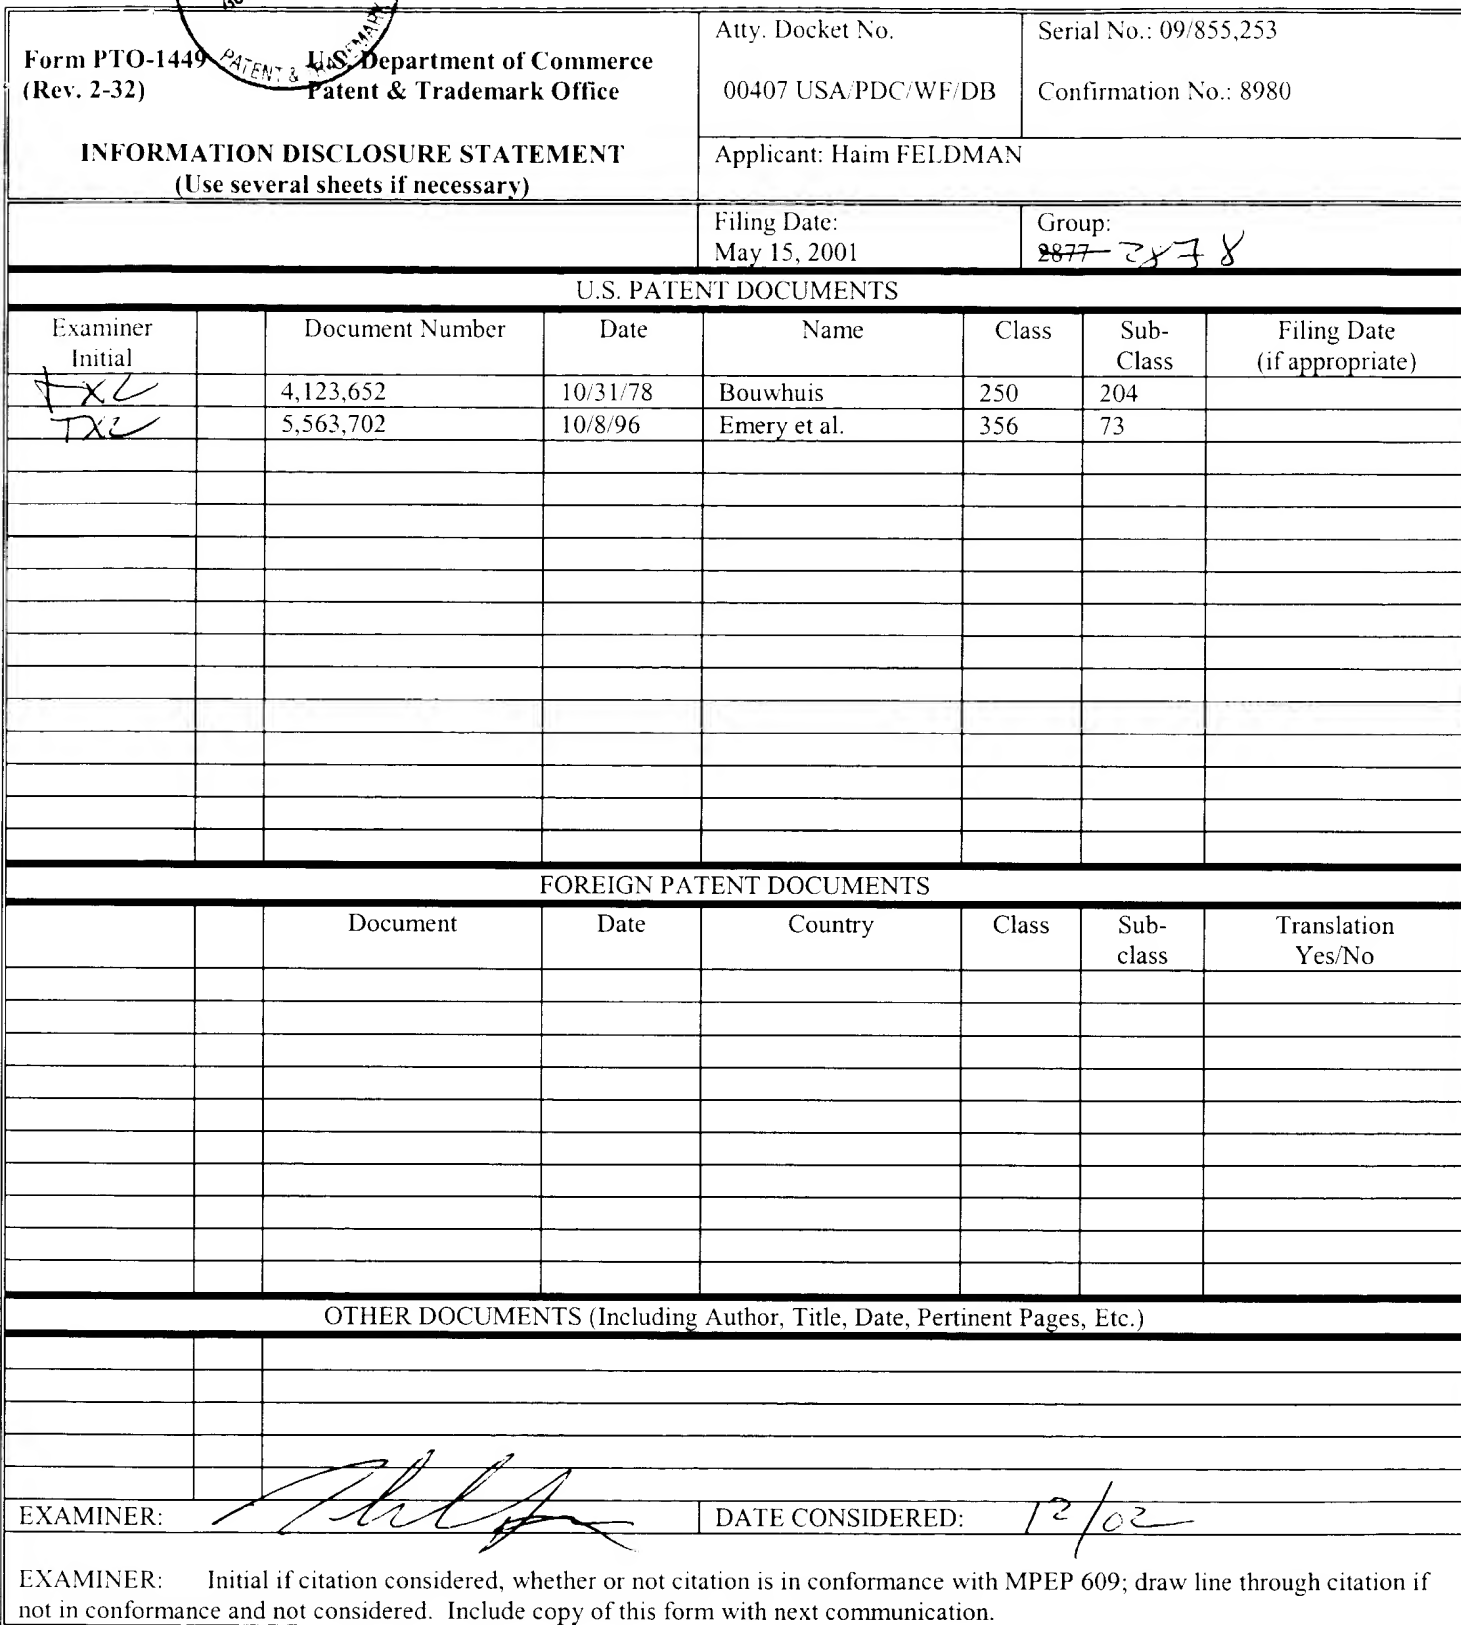 PATENT & TRADEMARK
Form PTO-1449 U.S. Department of Commerce
(Rev. 2-32) Patent & Trademark Office
INFORMATION DISCLOSURE STATEMENT
(Use several sheets if necessary)
Atty. Docket No.
00407 USA/PDC/WF/DB
Serial No.: 09/855,253
Confirmation No.: 8980
Applicant: Haim FELDMAN
Filing Date:
May 15, 2001
Group:
2877 2878
U.S. PATENT DOCUMENTS
Examiner Initial Document Number Date Name Class Sub-Class Filing Date (if appropriate)
4,123,652 10/31/78 Bouwhuis 250 204
5,563,702 10/8/96 Emery et al. 356 73
FOREIGN PATENT DOCUMENTS
Document Date Country Class Sub-class Translation Yes/No
OTHER DOCUMENTS (Including Author, Title, Date, Pertinent Pages, Etc.)
EXAMINER: DATE CONSIDERED: 12/02
EXAMINER: Initial if citation considered, whether or not citation is in conformance with MPEP 609; draw line through citation if
not in conformance and not considered. Include copy of this form with next communication.